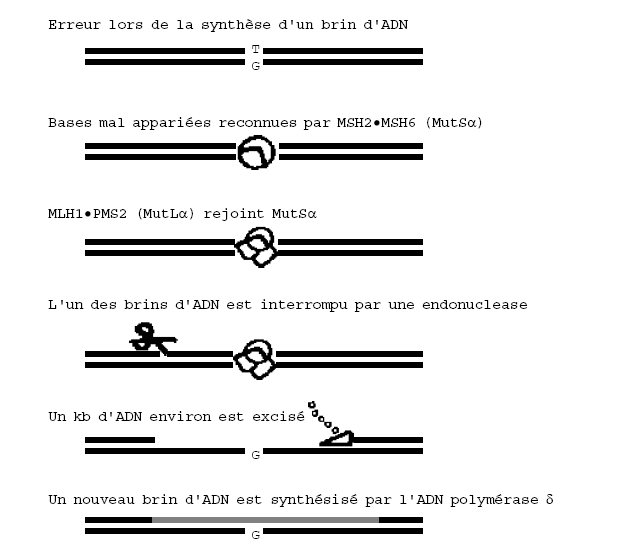 Erreur lors de la synthèse d'un brin d'ADN
T
G
Bases mal appariées reconnues par MSH2•MSH6 (MutSα)
MLH1•PMS2 (MutLα) rejoint MutSα
L'un des brins d'ADN est interrompu par une endonuclease
Un kb d'ADN environ est excisé
G
Un nouveau brin d'ADN est synthésisé par l'ADN polymérase δ
G